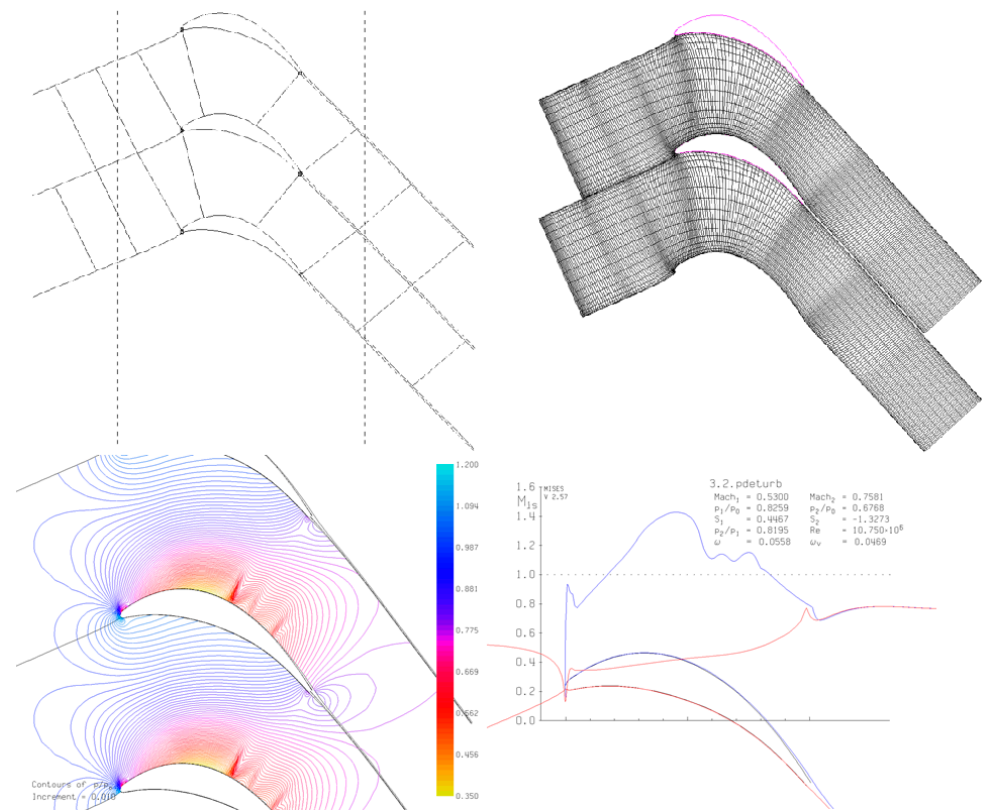 1.200
1.094
0.987
0.881
0.775
0.669
0.562
0.456
0.350
Contours of p/p₀
Increment = 0.010
3.2.pdeturb
MISES
V 2.57
Mach₁ = 0.5300 Mach₂ = 0.7581
p₁/p₀ = 0.8259 p₂/p₀ = 0.6768
S₁ = 0.4467 S₂ = -1.3273
p₂/p₁ = 0.8195 Re = 10.750·10⁶
ω = 0.0558 ωᵥ = 0.0469
Mis
1.6
1.4
1.2
1.0
0.8
0.6
0.4
0.2
0.0